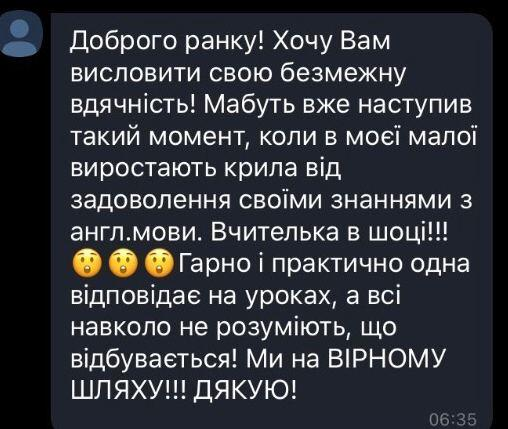 Доброго ранку! Хочу Вам
висловити свою безмежну
вдячність! Мабуть вже наступив
такий момент, коли в моєї малої
виростають крила від
задоволення своїми знаннями з
англ.мови. Вчителька в шоці!!!
😲😲😲Гарно і практично одна
відповідає на уроках, а всі
навколо не розуміють, що
відбувається! Ми на ВІРНОМУ
ШЛЯХУ!!! ДЯКУЮ!
06:35